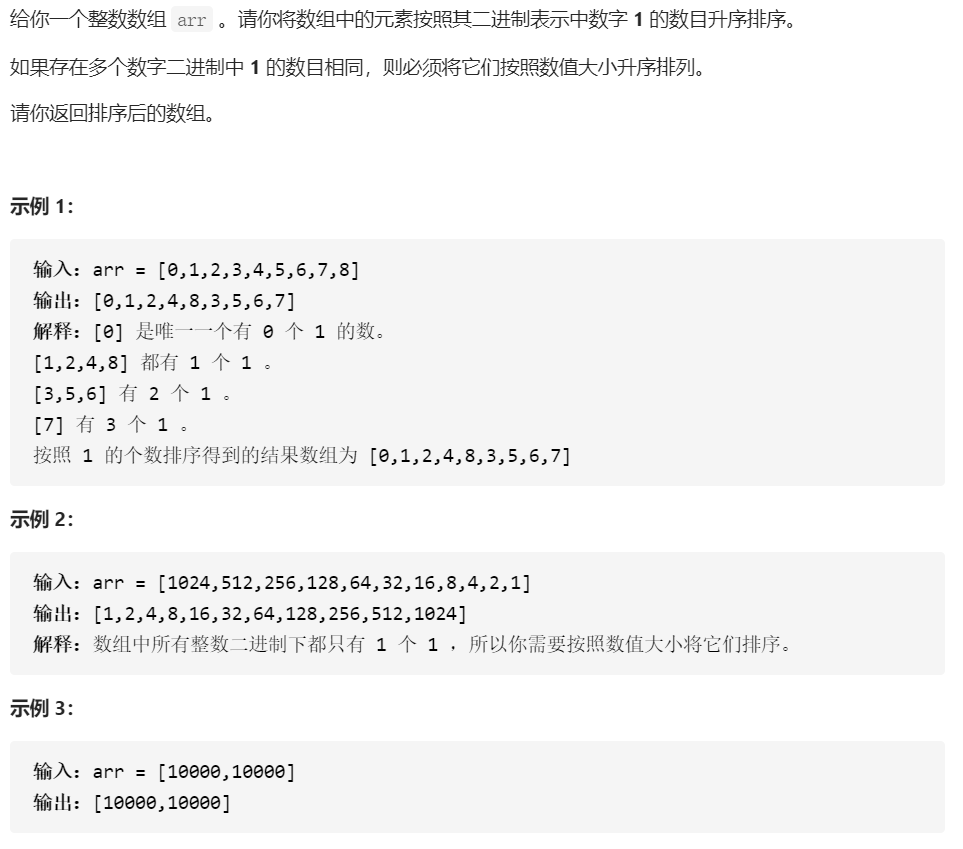 给你一个整数数组 arr 。请你将数组中的元素按照其二进制表示中数字 1 的数目升序排序。
如果存在多个数字二进制中 1 的数目相同，则必须将它们按照数值大小升序排列。
请你返回排序后的数组。
示例 1：
输入：arr = [0,1,2,3,4,5,6,7,8]
输出：[0,1,2,4,8,3,5,6,7]
解释：[0] 是唯一一个有 0 个 1 的数。
[1,2,4,8] 都有 1 个 1 。
[3,5,6] 有 2 个 1 。
[7] 有 3 个 1 。
按照 1 的个数排序得到的结果数组为 [0,1,2,4,8,3,5,6,7]
示例 2：
输入：arr = [1024,512,256,128,64,32,16,8,4,2,1]
输出：[1,2,4,8,16,32,64,128,256,512,1024]
解释：数组中所有整数二进制下都只有 1 个 1 ，所以你需要按照数值大小将它们排序。
示例 3：
输入：arr = [10000,10000]
输出：[10000,10000]